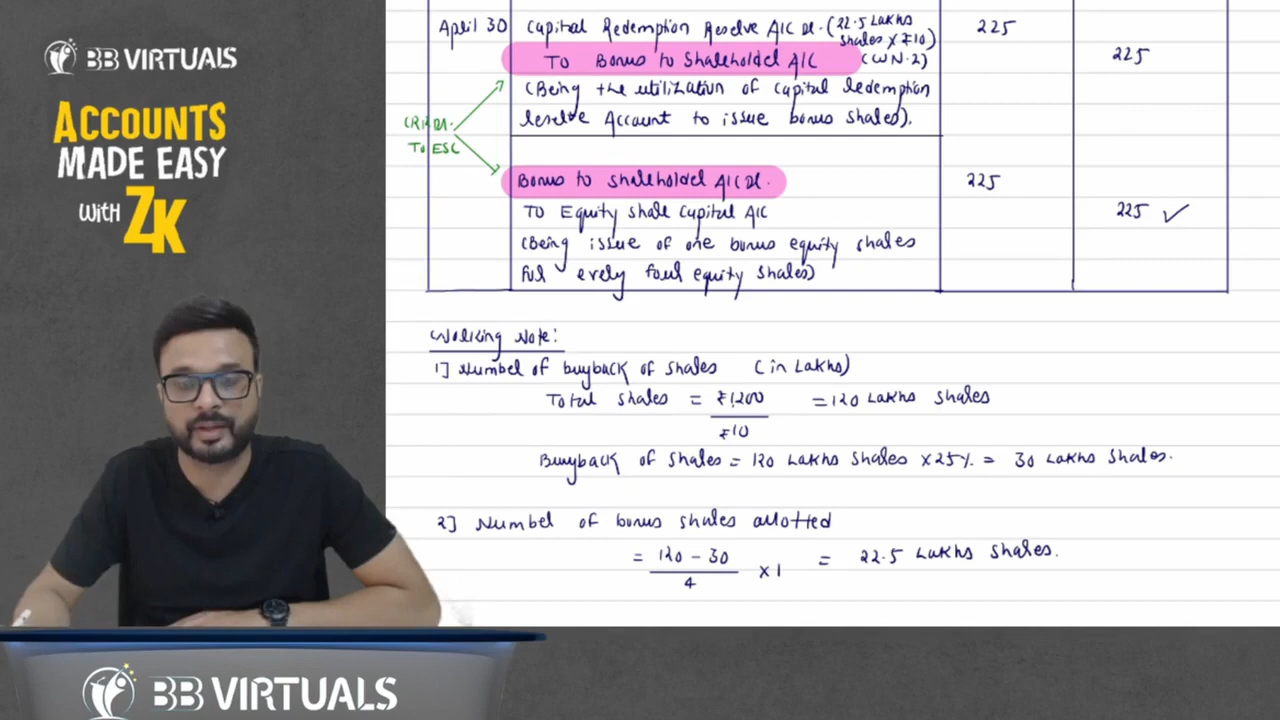 BB VIRTUALS
ACCOUNTS
MADE EASY
WITH ZK
April 30 Capital Redemption Reserve A/C Dr. (22.5 Lakhs shares x ₹10) 225
To Bonus to Shareholder A/C (WN.2) 225
(Being the utilization of capital redemption
reserve Account to issue bonus shares).
CRR Dr.
To ESC
Bonus to shareholder A/C Dr. 225
To Equity share capital A/C 225 ✓
(Being issue of one bonus equity shares
for every four equity shares)
Working Note:
1] Number of buyback of shares (in Lakhs)
Total shares = ₹1,200 / ₹10 = 120 Lakhs shares
Buyback of shares = 120 Lakhs shares x 25% = 30 Lakhs shares.
2] Number of bonus shares allotted
= 120 - 30 / 4 x 1 = 22.5 Lakhs shares.
BB VIRTUALS